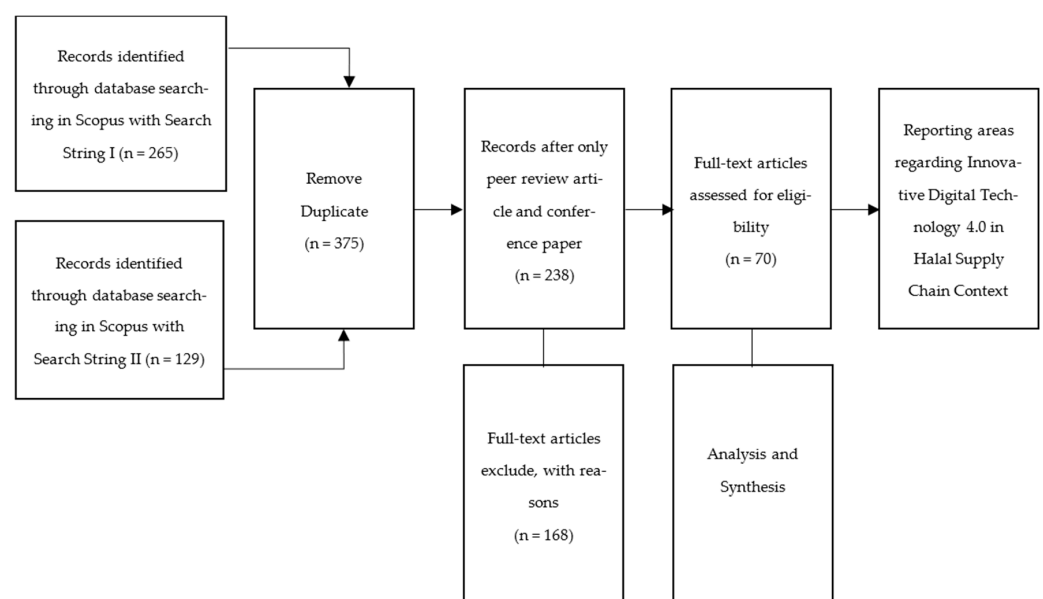 Records identified
through database search-
ing in Scopus with Search
String I (n = 265)
Records identified
through database search-
ing in Scopus with
Search String II (n = 129)
Remove
Duplicate
(n = 375)
Records after only
peer review arti-
cle and confer-
ence paper
(n = 238)
Full-text articles
exclude, with rea-
sons
(n = 168)
Full-text articles
assessed for eligi-
bility
(n = 70)
Analysis and
Synthesis
Reporting areas
regarding Innova-
tive Digital Tech-
nology 4.0 in
Halal Supply
Chain Context